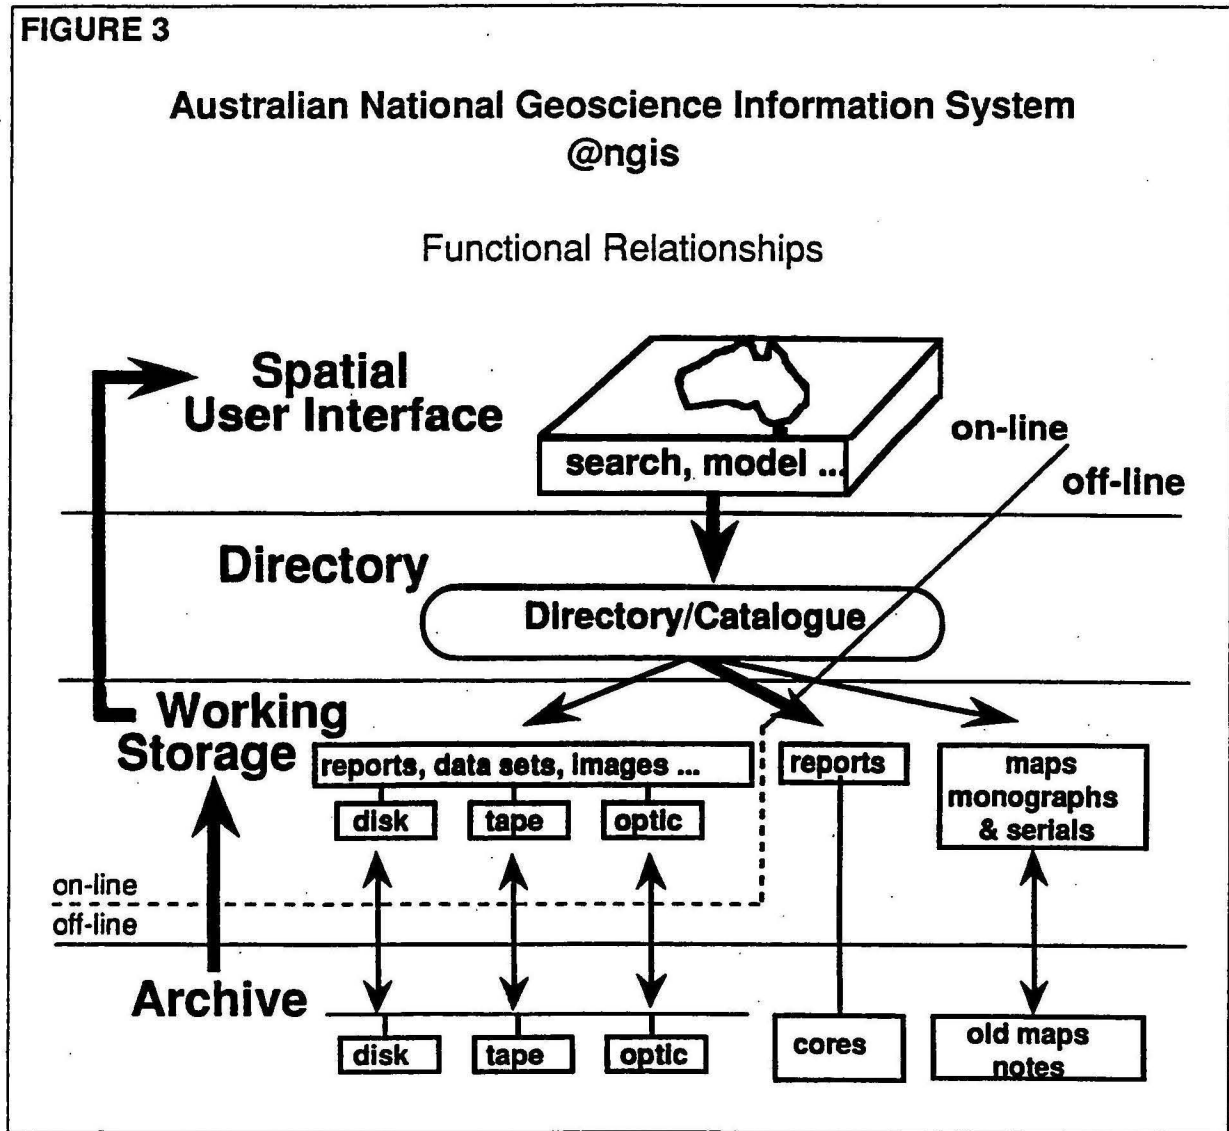 FIGURE 3
Australian National Geoscience Information System
@ngis
Functional Relationships
Spatial
User Interface
search, model ...
on-line
off-line
Directory
Directory/Catalogue
Working
Storage
reports, data sets, images ...
disk
tape
optic
reports
maps
monographs
& serials
on-line
off-line
Archive
disk
tape
optic
cores
old maps
notes